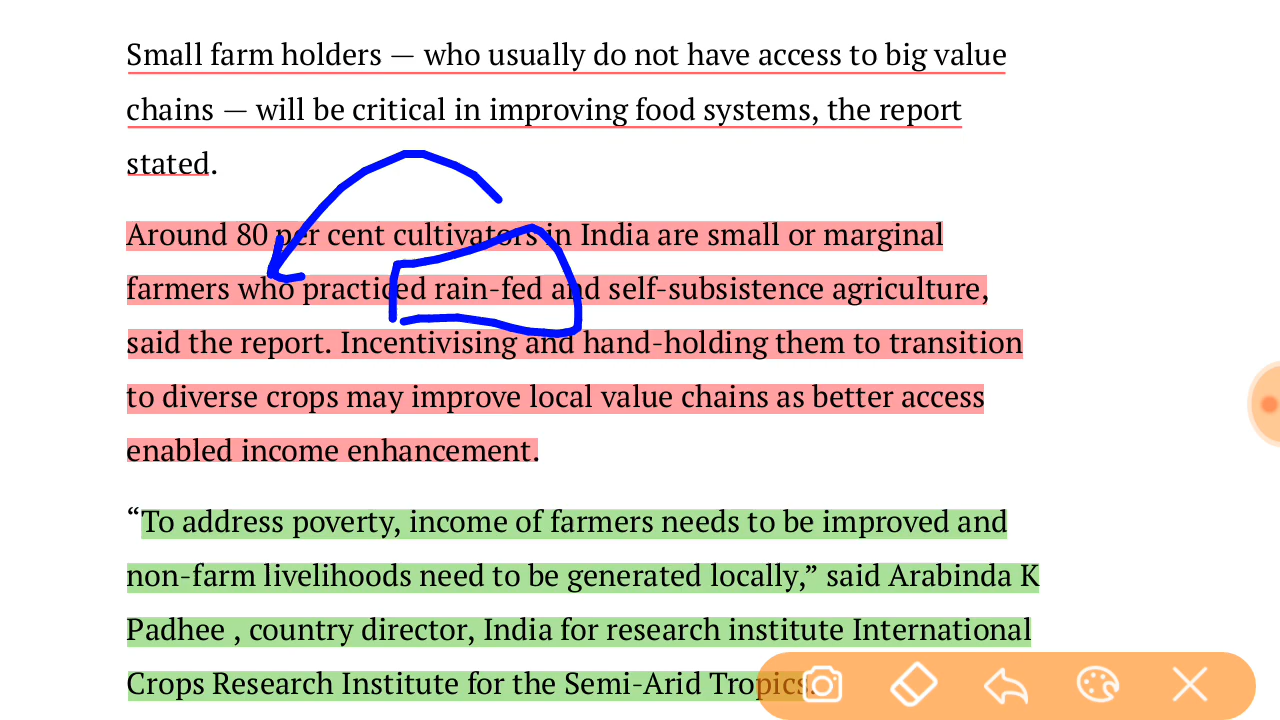 Small farm holders — who usually do not have access to big value
chains — will be critical in improving food systems, the report
stated.
Around 80 per cent cultivators in India are small or marginal
farmers who practiced rain-fed and self-subsistence agriculture,
said the report. Incentivising and hand-holding them to transition
to diverse crops may improve local value chains as better access
enabled income enhancement.
“To address poverty, income of farmers needs to be improved and
non-farm livelihoods need to be generated locally,” said Arabinda K
Padhee , country director, India for research institute International
Crops Research Institute for the Semi-Arid Tropics.